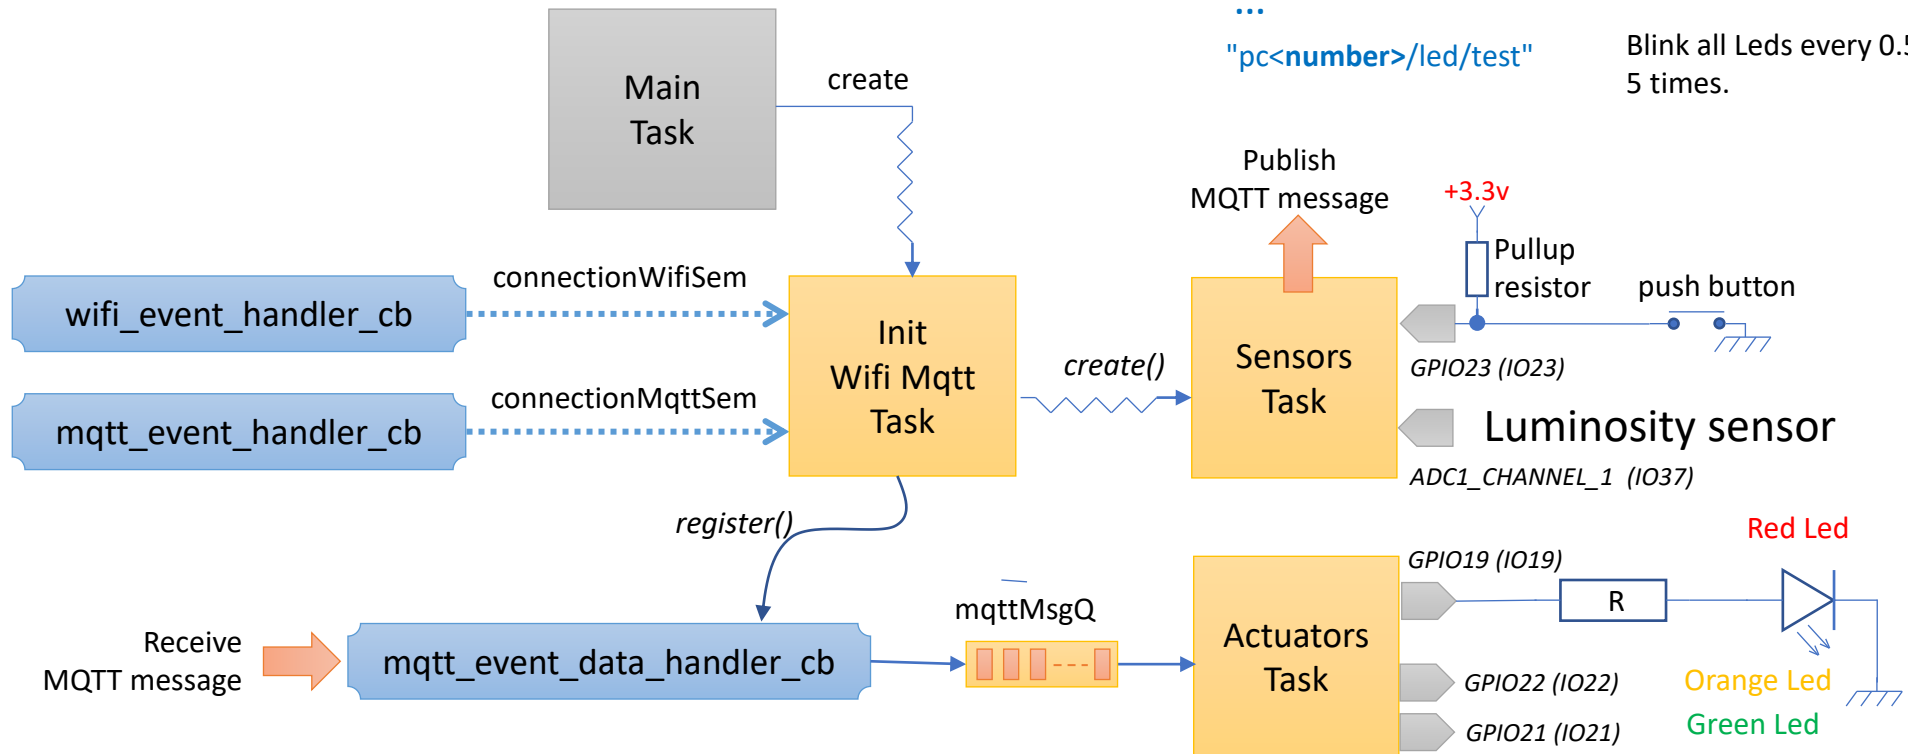 ...
"pc<number>/led/test"
Blink all Leds every 0.5
5 times.
Main
Task
create
Publish
MQTT message
+3.3v
Pullup
resistor
push button
wifi_event_handler_cb
connectionWifiSem
Init
Wifi Mqtt
Task
create()
Sensors
Task
GPIO23 (IO23)
mqtt_event_handler_cb
connectionMqttSem
Luminosity sensor
ADC1_CHANNEL_1 (IO37)
register()
Red Led
GPIO19 (IO19)
R
mqttMsgQ
Receive
MQTT message
mqtt_event_data_handler_cb
Actuators
Task
GPIO22 (IO22)
Orange Led
GPIO21 (IO21)
Green Led